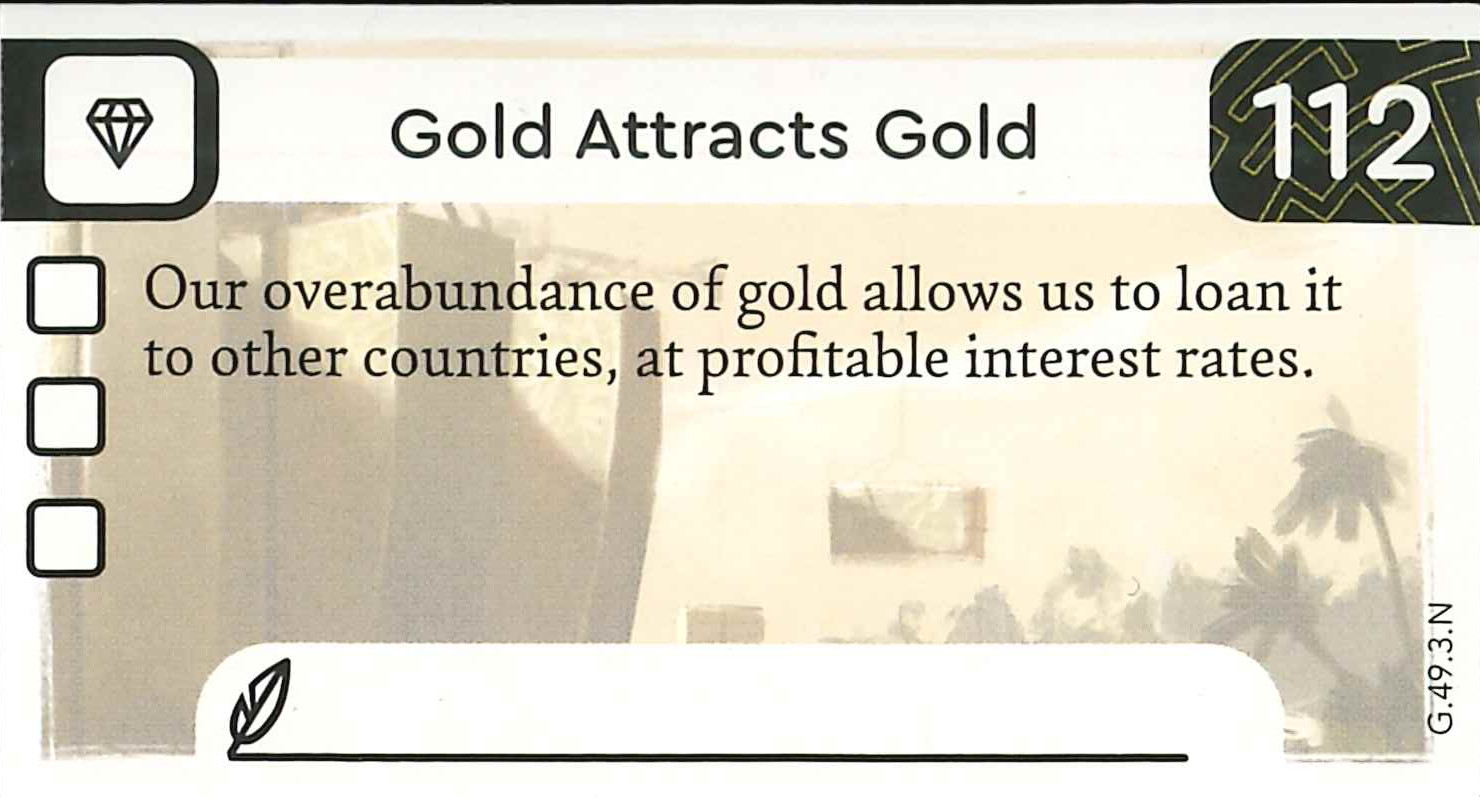 Gold Attracts Gold
112
Our overabundance of gold allows us to loan it
to other countries, at profitable interest rates.
G.49.3.N